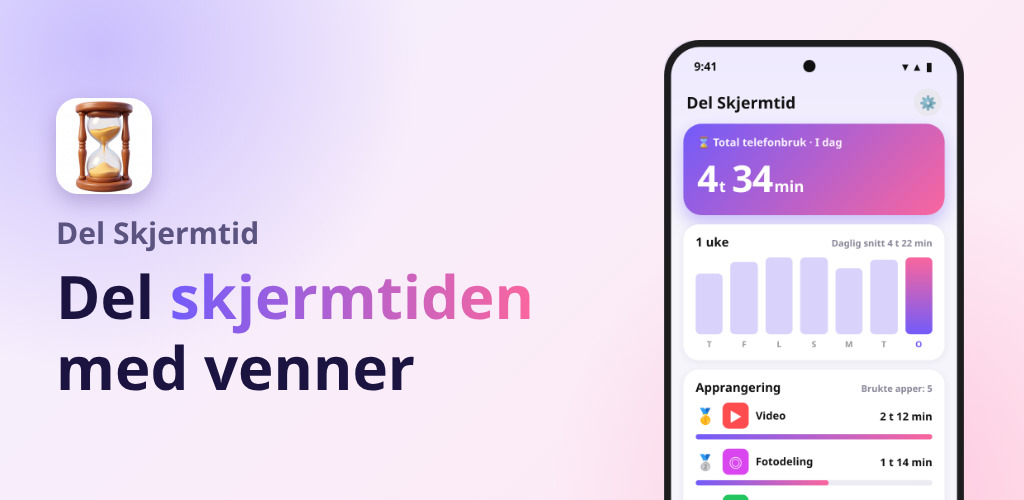 Del Skjermtid
Del skjermtiden
med venner
9:41
Del Skjermtid
Total telefonbruk · I dag
4t 34min
1 uke
Daglig snitt 4 t 22 min
T F L S M T O
Apprangering
Brukte apper: 5
Video
2 t 12 min
Fotodeling
1 t 14 min